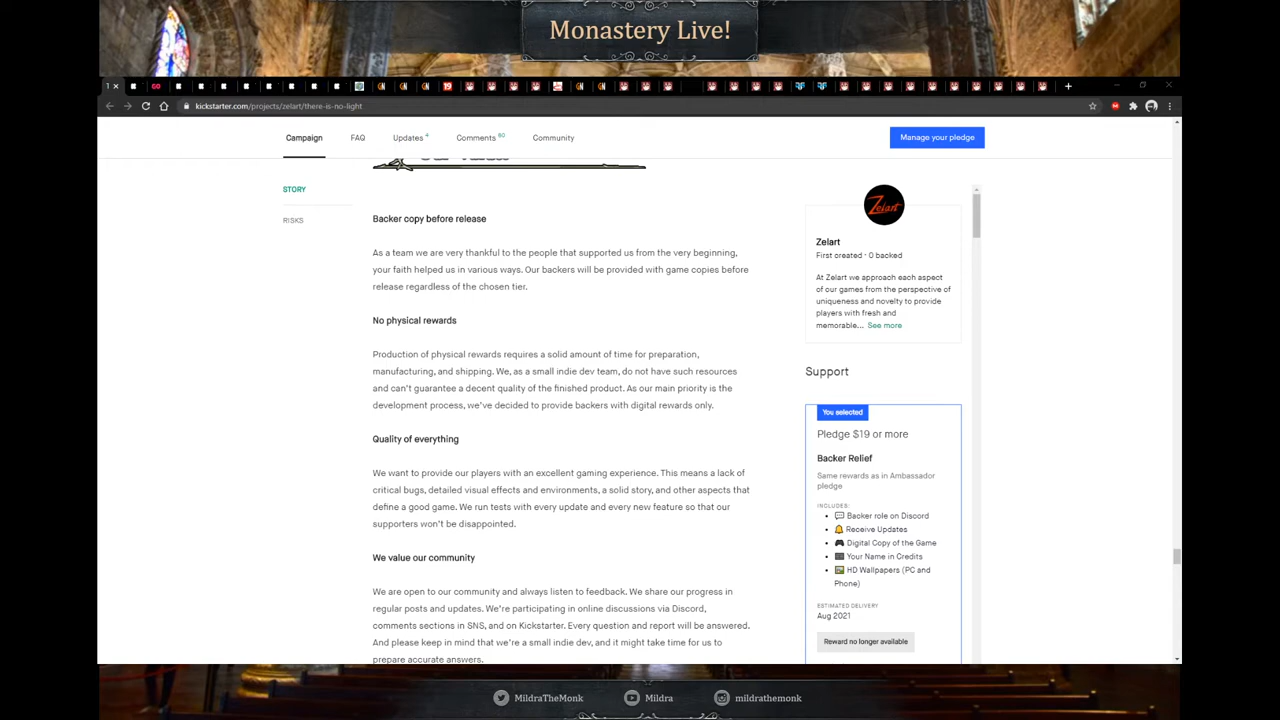 Monastery Live!
kickstarter.com/projects/zelart/there-is-no-light
Campaign
FAQ
Updates 4
Comments 60
Community
Manage your pledge
STORY
RISKS
Backer copy before release
As a team we are very thankful to the people that supported us from the very beginning,
your faith helped us in various ways. Our backers will be provided with game copies before
release regardless of the chosen tier.
No physical rewards
Production of physical rewards requires a solid amount of time for preparation,
manufacturing, and shipping. We, as a small indie dev team, do not have such resources
and can't guarantee a decent quality of the finished product. As our main priority is the
development process, we've decided to provide backers with digital rewards only.
Quality of everything
We want to provide our players with an excellent gaming experience. This means a lack of
critical bugs, detailed visual effects and environments, a solid story, and other aspects that
define a good game. We run tests with every update and every new feature so that our
supporters won't be disappointed.
We value our community
We are open to our community and always listen to feedback. We share our progress in
regular posts and updates. We're participating in online discussions via Discord,
comments sections in SNS, and on Kickstarter. Every question and report will be answered.
And please keep in mind that we're a small indie dev, and it might take time for us to
prepare accurate answers.
Zelart
Zelart
First created · 0 backed
At Zelart we approach each aspect
of our games from the perspective of
uniqueness and novelty to provide
players with fresh and
memorable... See more
Support
You selected
Pledge $19 or more
Backer Relief
Same rewards as in Ambassador
pledge
INCLUDES:
Backer role on Discord
Receive Updates
Digital Copy of the Game
Your Name in Credits
HD Wallpapers (PC and
Phone)
ESTIMATED DELIVERY
Aug 2021
Reward no longer available
MildraTheMonk
Mildra
mildrathemonk